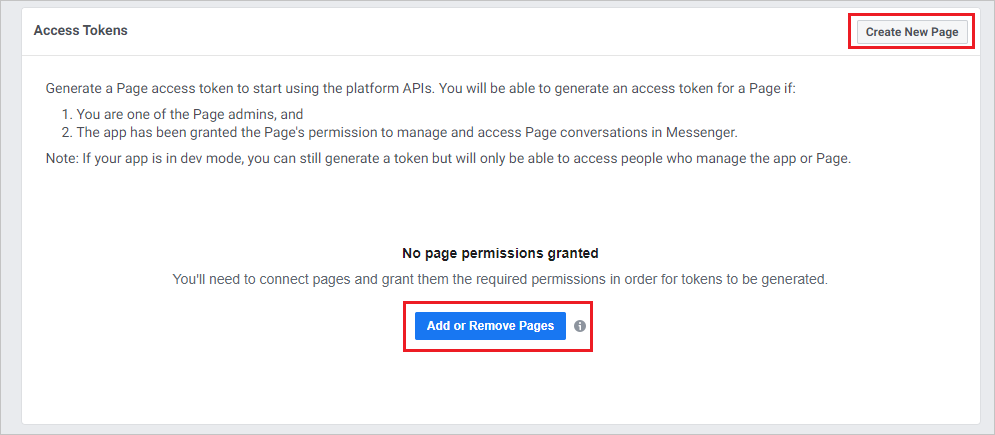 Access Tokens
Create New Page
Generate a Page access token to start using the platform APIs. You will be able to generate an access token for a Page if:
1. You are one of the Page admins, and
2. The app has been granted the Page's permission to manage and access Page conversations in Messenger.
Note: If your app is in dev mode, you can still generate a token but will only be able to access people who manage the app or Page.
No page permissions granted
You'll need to connect pages and grant them the required permissions in order for tokens to be generated.
Add or Remove Pages